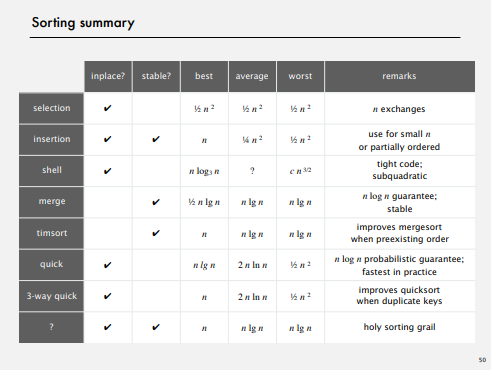 Sorting summary
inplace? stable? best average worst remarks
selection ✔ ½ n 2 ½ n 2 ½ n 2 n exchanges
insertion ✔ ✔ n ¼ n 2 ½ n 2 use for small n
or partially ordered
shell ✔ n log3 n ? c n 3/2 tight code;
subquadratic
merge ✔ ½ n lg n n lg n n lg n n log n guarantee;
stable
timsort ✔ n n lg n n lg n improves mergesort
when preexisting order
quick ✔ n lg n 2 n ln n ½ n 2 n log n probabilistic guarantee;
fastest in practice
3-way quick ✔ n 2 n ln n ½ n 2 improves quicksort
when duplicate keys
? ✔ ✔ n n lg n n lg n holy sorting grail
50